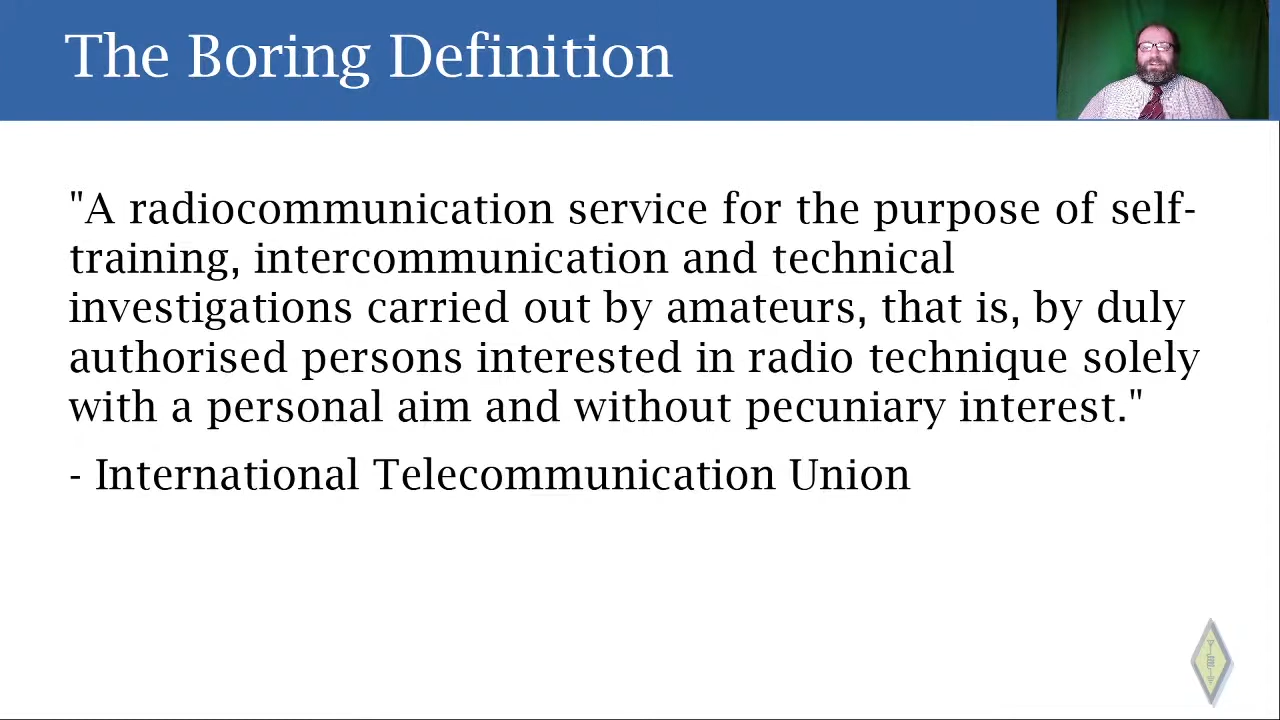 The Boring Definition
"A radiocommunication service for the purpose of self-
training, intercommunication and technical
investigations carried out by amateurs, that is, by duly
authorised persons interested in radio technique solely
with a personal aim and without pecuniary interest."
- International Telecommunication Union